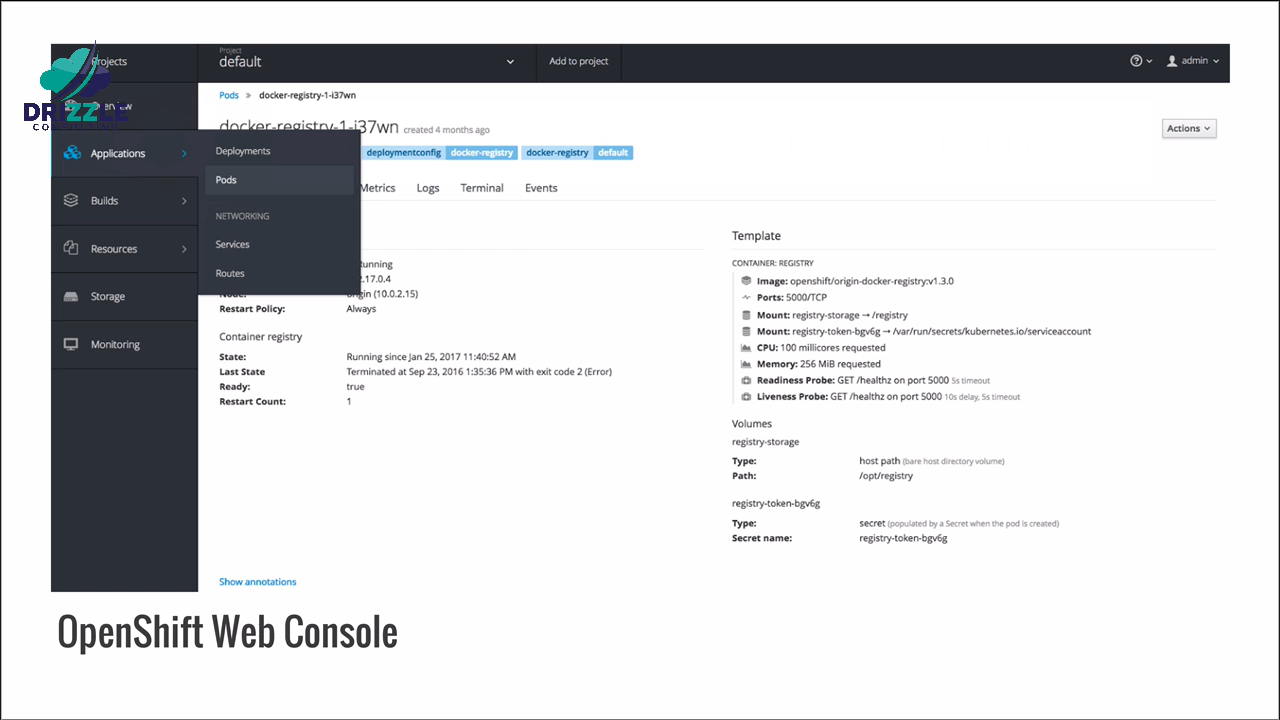 Project
Projects
default
Add to project
admin
DRIZZLE
Pods » docker-registry-1-i37wn
docker-registry-1-i37wn created 4 months ago
Actions
Applications
Deployments
deploymentconfig docker-registry docker-registry default
Pods
Metrics Logs Terminal Events
Builds
NETWORKING
Services
Resources
Routes
Storage
Monitoring
Running
origin (10.0.2.15)
Restart Policy: Always
Container registry
State: Running since Jan 25, 2017 11:40:52 AM
Last State Terminated at Sep 23, 2016 1:35:36 PM with exit code 2 (Error)
Ready: true
Restart Count: 1
Show annotations
Template
CONTAINER: REGISTRY
Image: openshift/origin-docker-registry:v1.3.0
Ports: 5000/TCP
Mount: registry-storage → /registry
Mount: registry-token-bgv6g → /var/run/secrets/kubernetes.io/serviceaccount
CPU: 100 millicores requested
Memory: 256 MiB requested
Readiness Probe: GET /healthz on port 5000 5s timeout
Liveness Probe: GET /healthz on port 5000 10s delay, 5s timeout
Volumes
registry-storage
Type: host path (bare host directory volume)
Path: /opt/registry
registry-token-bgv6g
Type: secret (populated by a Secret when the pod is created)
Secret name: registry-token-bgv6g
OpenShift Web Console